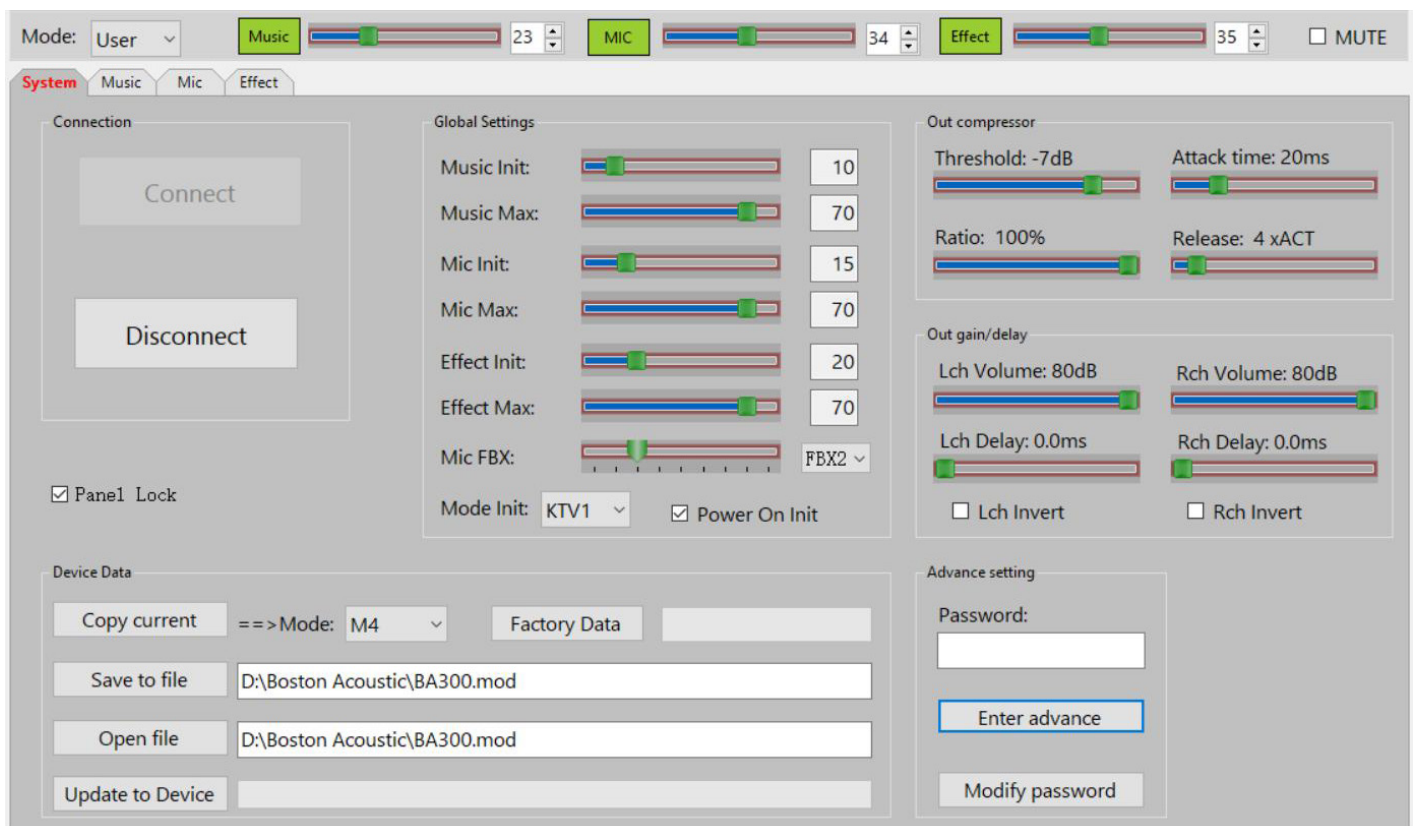 Mode: User Music 23 MIC 34 Effect 35 MUTE
System Music Mic Effect
Connection
Connect
Disconnect
Panel Lock
Global Settings
Music Init: 10
Music Max: 70
Mic Init: 15
Mic Max: 70
Effect Init: 20
Effect Max: 70
Mic FBX: FBX2
Mode Init: KTV1 Power On Init
Out compressor
Threshold: -7dB Attack time: 20ms
Ratio: 100% Release: 4 xACT
Out gain/delay
Lch Volume: 80dB Rch Volume: 80dB
Lch Delay: 0.0ms Rch Delay: 0.0ms
Lch Invert Rch Invert
Device Data
Copy current ==>Mode: M4 Factory Data
Save to file D:\Boston Acoustic\BA300.mod
Open file D:\Boston Acoustic\BA300.mod
Update to Device
Advance setting
Password:
Enter advance
Modify password